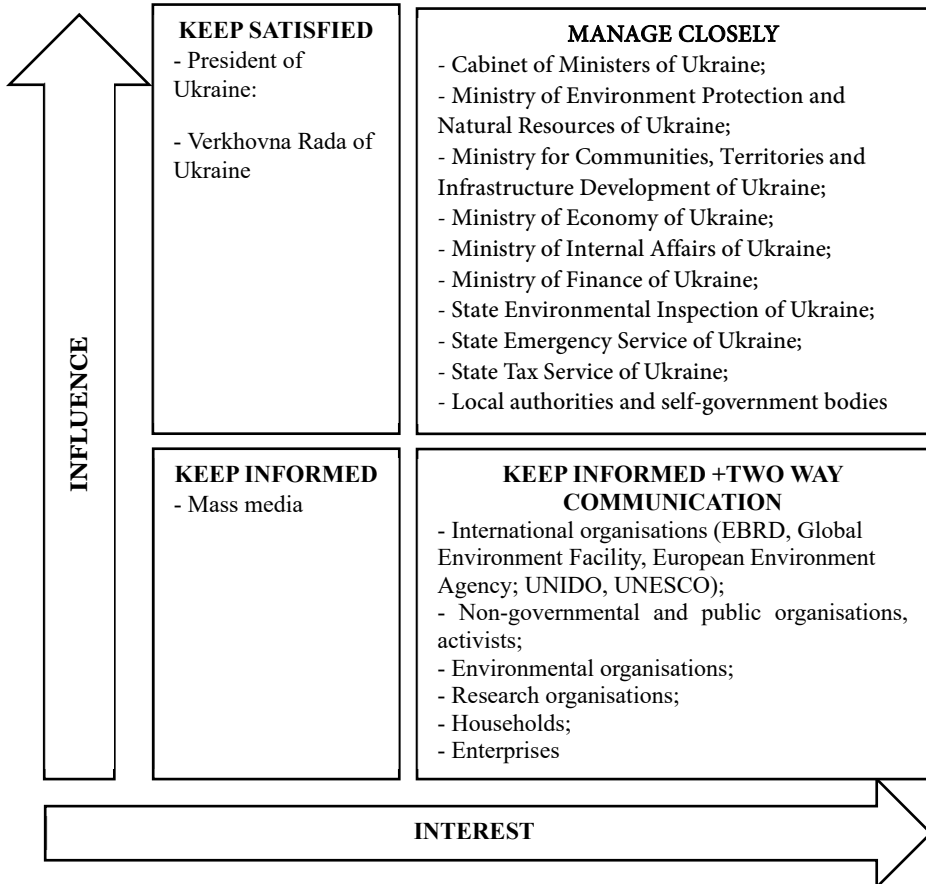 KEEP SATISFIED
- President of
Ukraine:
- Verkhovna Rada of
Ukraine
MANAGE CLOSELY
- Cabinet of Ministers of Ukraine;
- Ministry of Environment Protection and
Natural Resources of Ukraine;
- Ministry for Communities, Territories and
Infrastructure Development of Ukraine;
- Ministry of Economy of Ukraine;
- Ministry of Internal Affairs of Ukraine;
- Ministry of Finance of Ukraine;
- State Environmental Inspection of Ukraine;
- State Emergency Service of Ukraine;
- State Tax Service of Ukraine;
- Local authorities and self-government bodies
INFLUENCE
KEEP INFORMED
- Mass media
KEEP INFORMED +TWO WAY
COMMUNICATION
- International organisations (EBRD, Global
Environment Facility, European Environment
Agency; UNIDO, UNESCO);
- Non-governmental and public organisations,
activists;
- Environmental organisations;
- Research organisations;
- Households;
- Enterprises
INTEREST